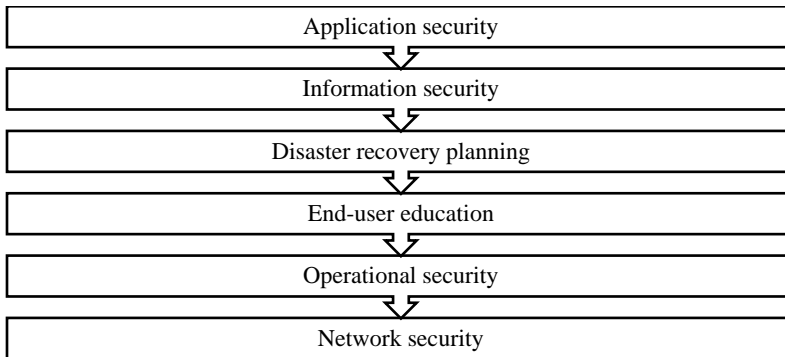 Application security
Information security
Disaster recovery planning
End-user education
Operational security
Network security